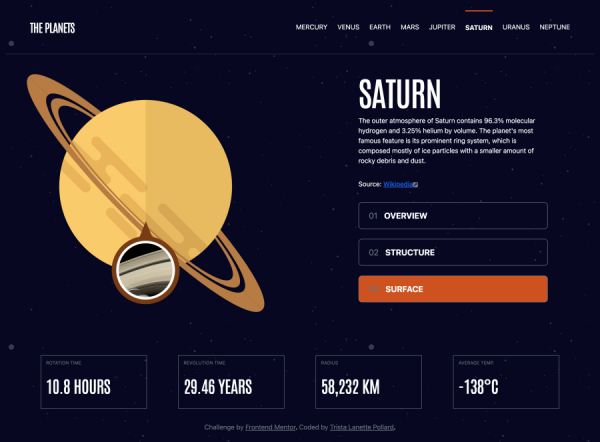 THE PLANETS
MERCURY VENUS EARTH MARS JUPITER SATURN URANUS NEPTUNE
SATURN
The outer atmosphere of Saturn contains 96.3% molecular
hydrogen and 3.25% helium by volume. The planet's most
famous feature is its prominent ring system, which is
composed mostly of ice particles with a smaller amount of
rocky debris and dust.
Source: Wikipedia
01 OVERVIEW
02 STRUCTURE
03 SURFACE
ROTATION TIME
10.8 HOURS
REVOLUTION TIME
29.46 YEARS
RADIUS
58,232 KM
AVERAGE TEMP.
-138°C
Challenge by Frontend Mentor. Coded by Trista Lanette Pollard.